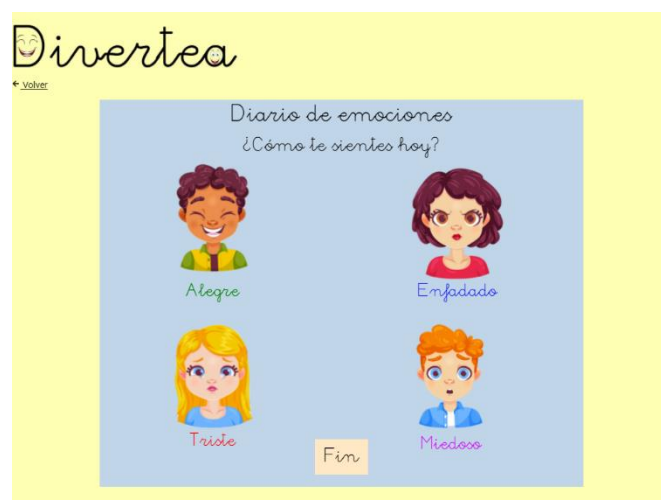 Divertea
← Volver
Diario de emociones
¿Cómo te sientes hoy?
Alegre
Enfadado
Triste
Miedoso
Fin